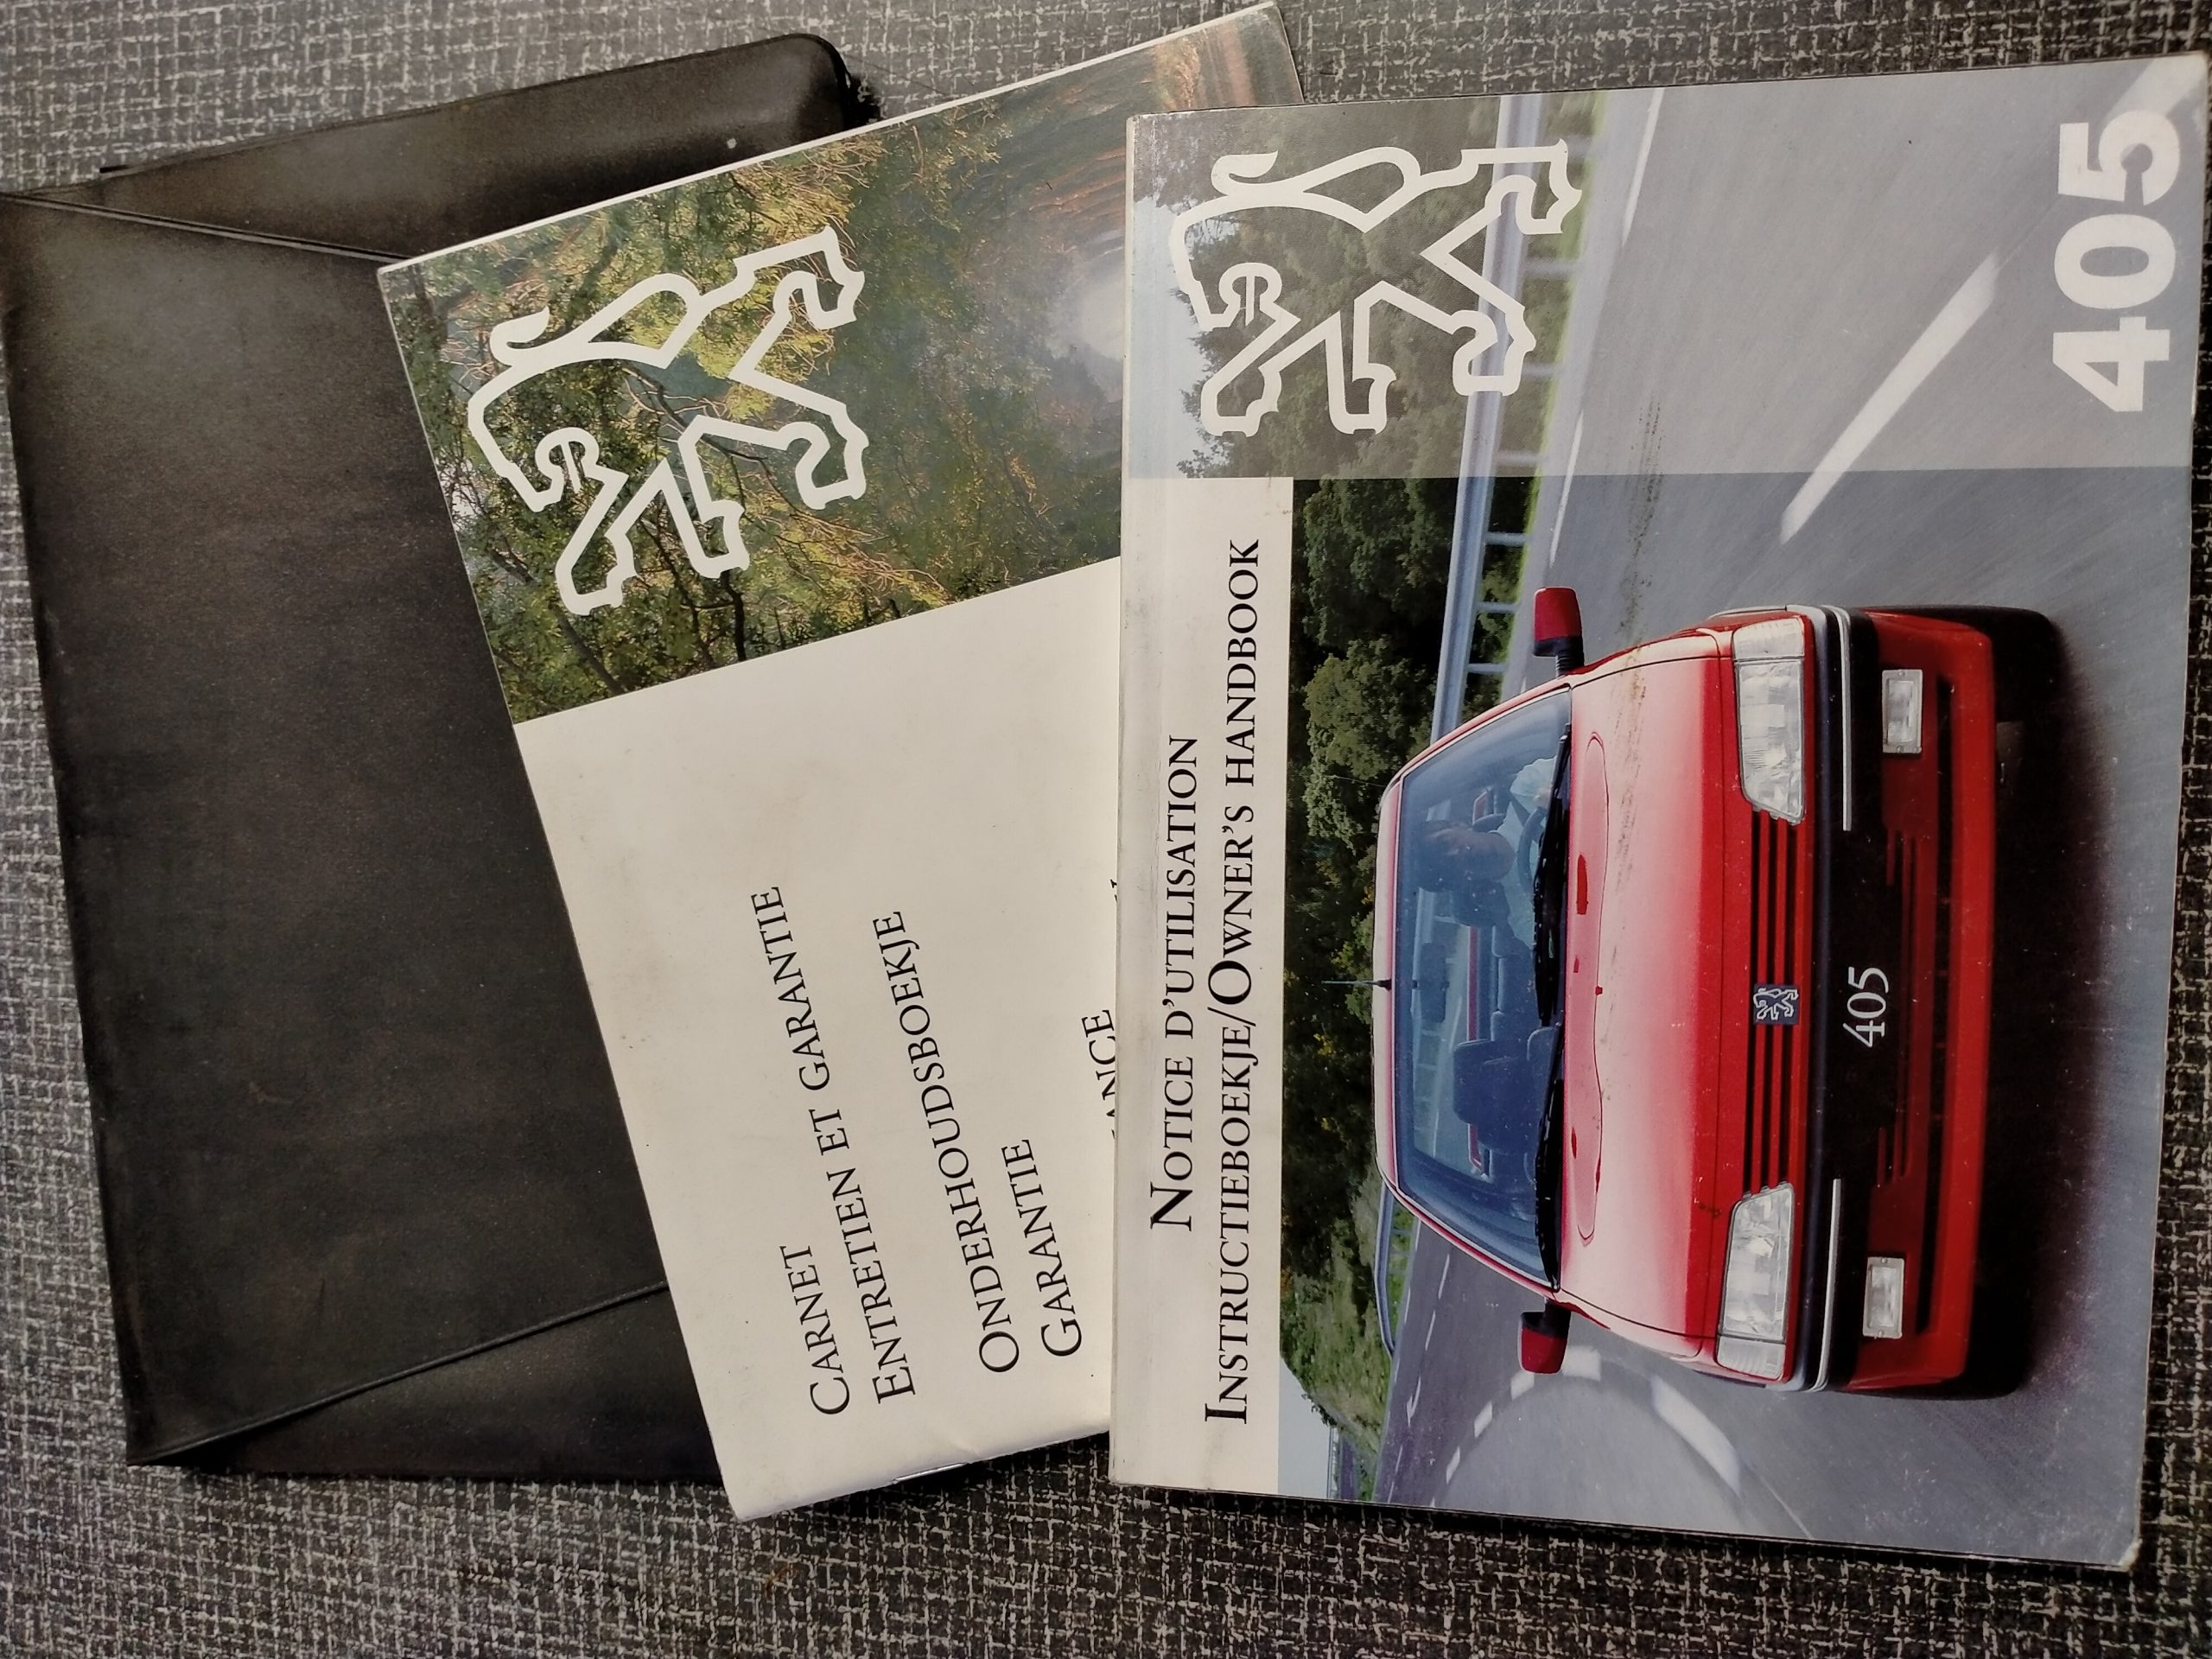 CARNET
ENTRETIEN ET GARANTIE
ONDERHOUDSBOEKJE
GARANTIE
NOTICE D'UTILISATION
INSTRUCTIEBOEKJE/OWNER'S HANDBOOK
405
405